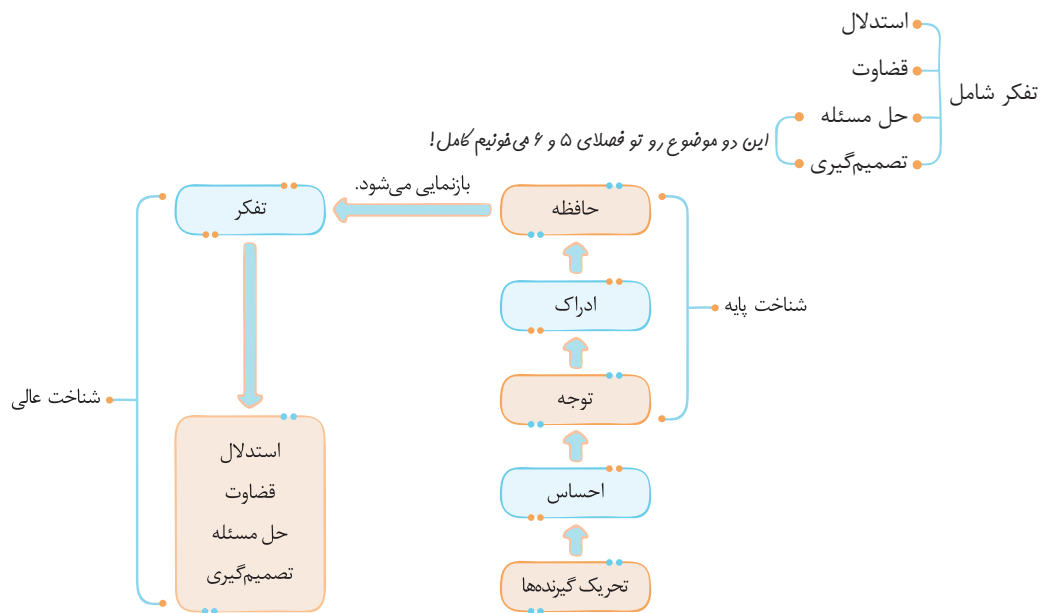 تفکر شامل
استدلال
قضاوت
حل مسئله
تصمیم‌گیری
این دو موضوع رو تو فصلای ۵ و ۶ می‌خونیم کامل!
شناخت پایه
حافظه
ادراک
توجه
احساس
تحریک گیرنده‌ها
بازنمایی می‌شود.
تفکر
استدلال
قضاوت
حل مسئله
تصمیم‌گیری
شناخت عالی